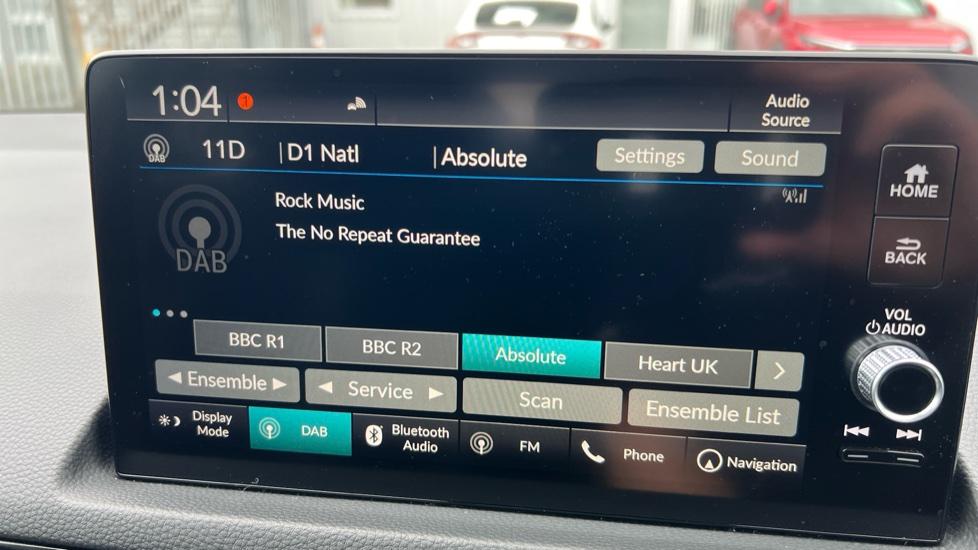 1:04 1 Audio Source
DAB 11D | D1 Natl | Absolute Settings Sound
Rock Music
The No Repeat Guarantee
DAB
HOME
BACK
VOL
AUDIO
BBC R1 BBC R2 Absolute Heart UK
Ensemble Service Scan Ensemble List
Display Mode DAB Bluetooth Audio FM Phone Navigation